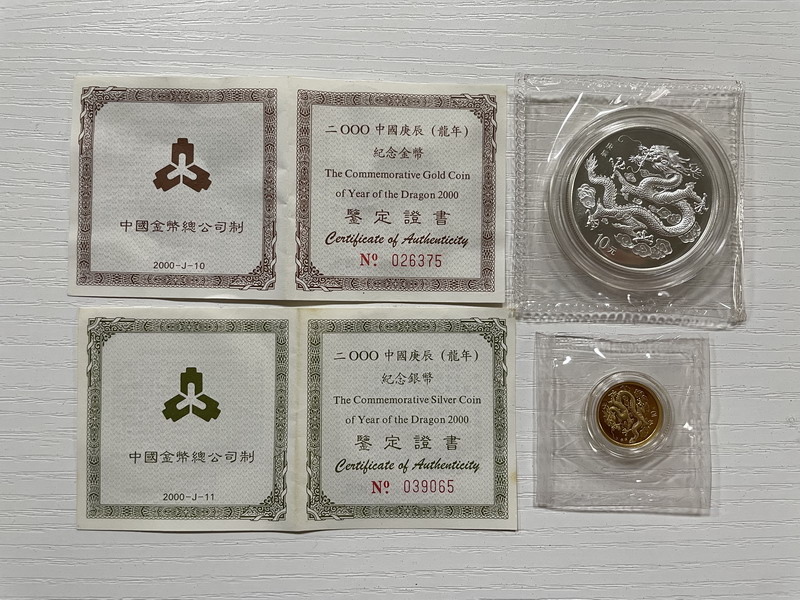 中國金幣總公司制
2000-J-10
二OOO 中國庚辰（龍年）
紀念金幣
The Commemorative Gold Coin
of Year of the Dragon 2000
鑒定證書
Certificate of Authenticity
Nº 026375
10元
中國金幣總公司制
2000-J-11
二OOO 中國庚辰（龍年）
紀念銀幣
The Commemorative Silver Coin
of Year of the Dragon 2000
鑒定證書
Certificate of Authenticity
Nº 039065